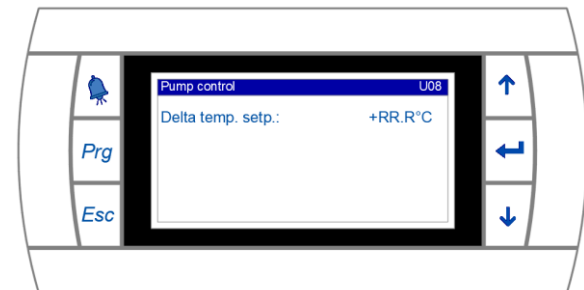 Pump control U08
Delta temp. setp.: +RR.R°C
Prg
Esc